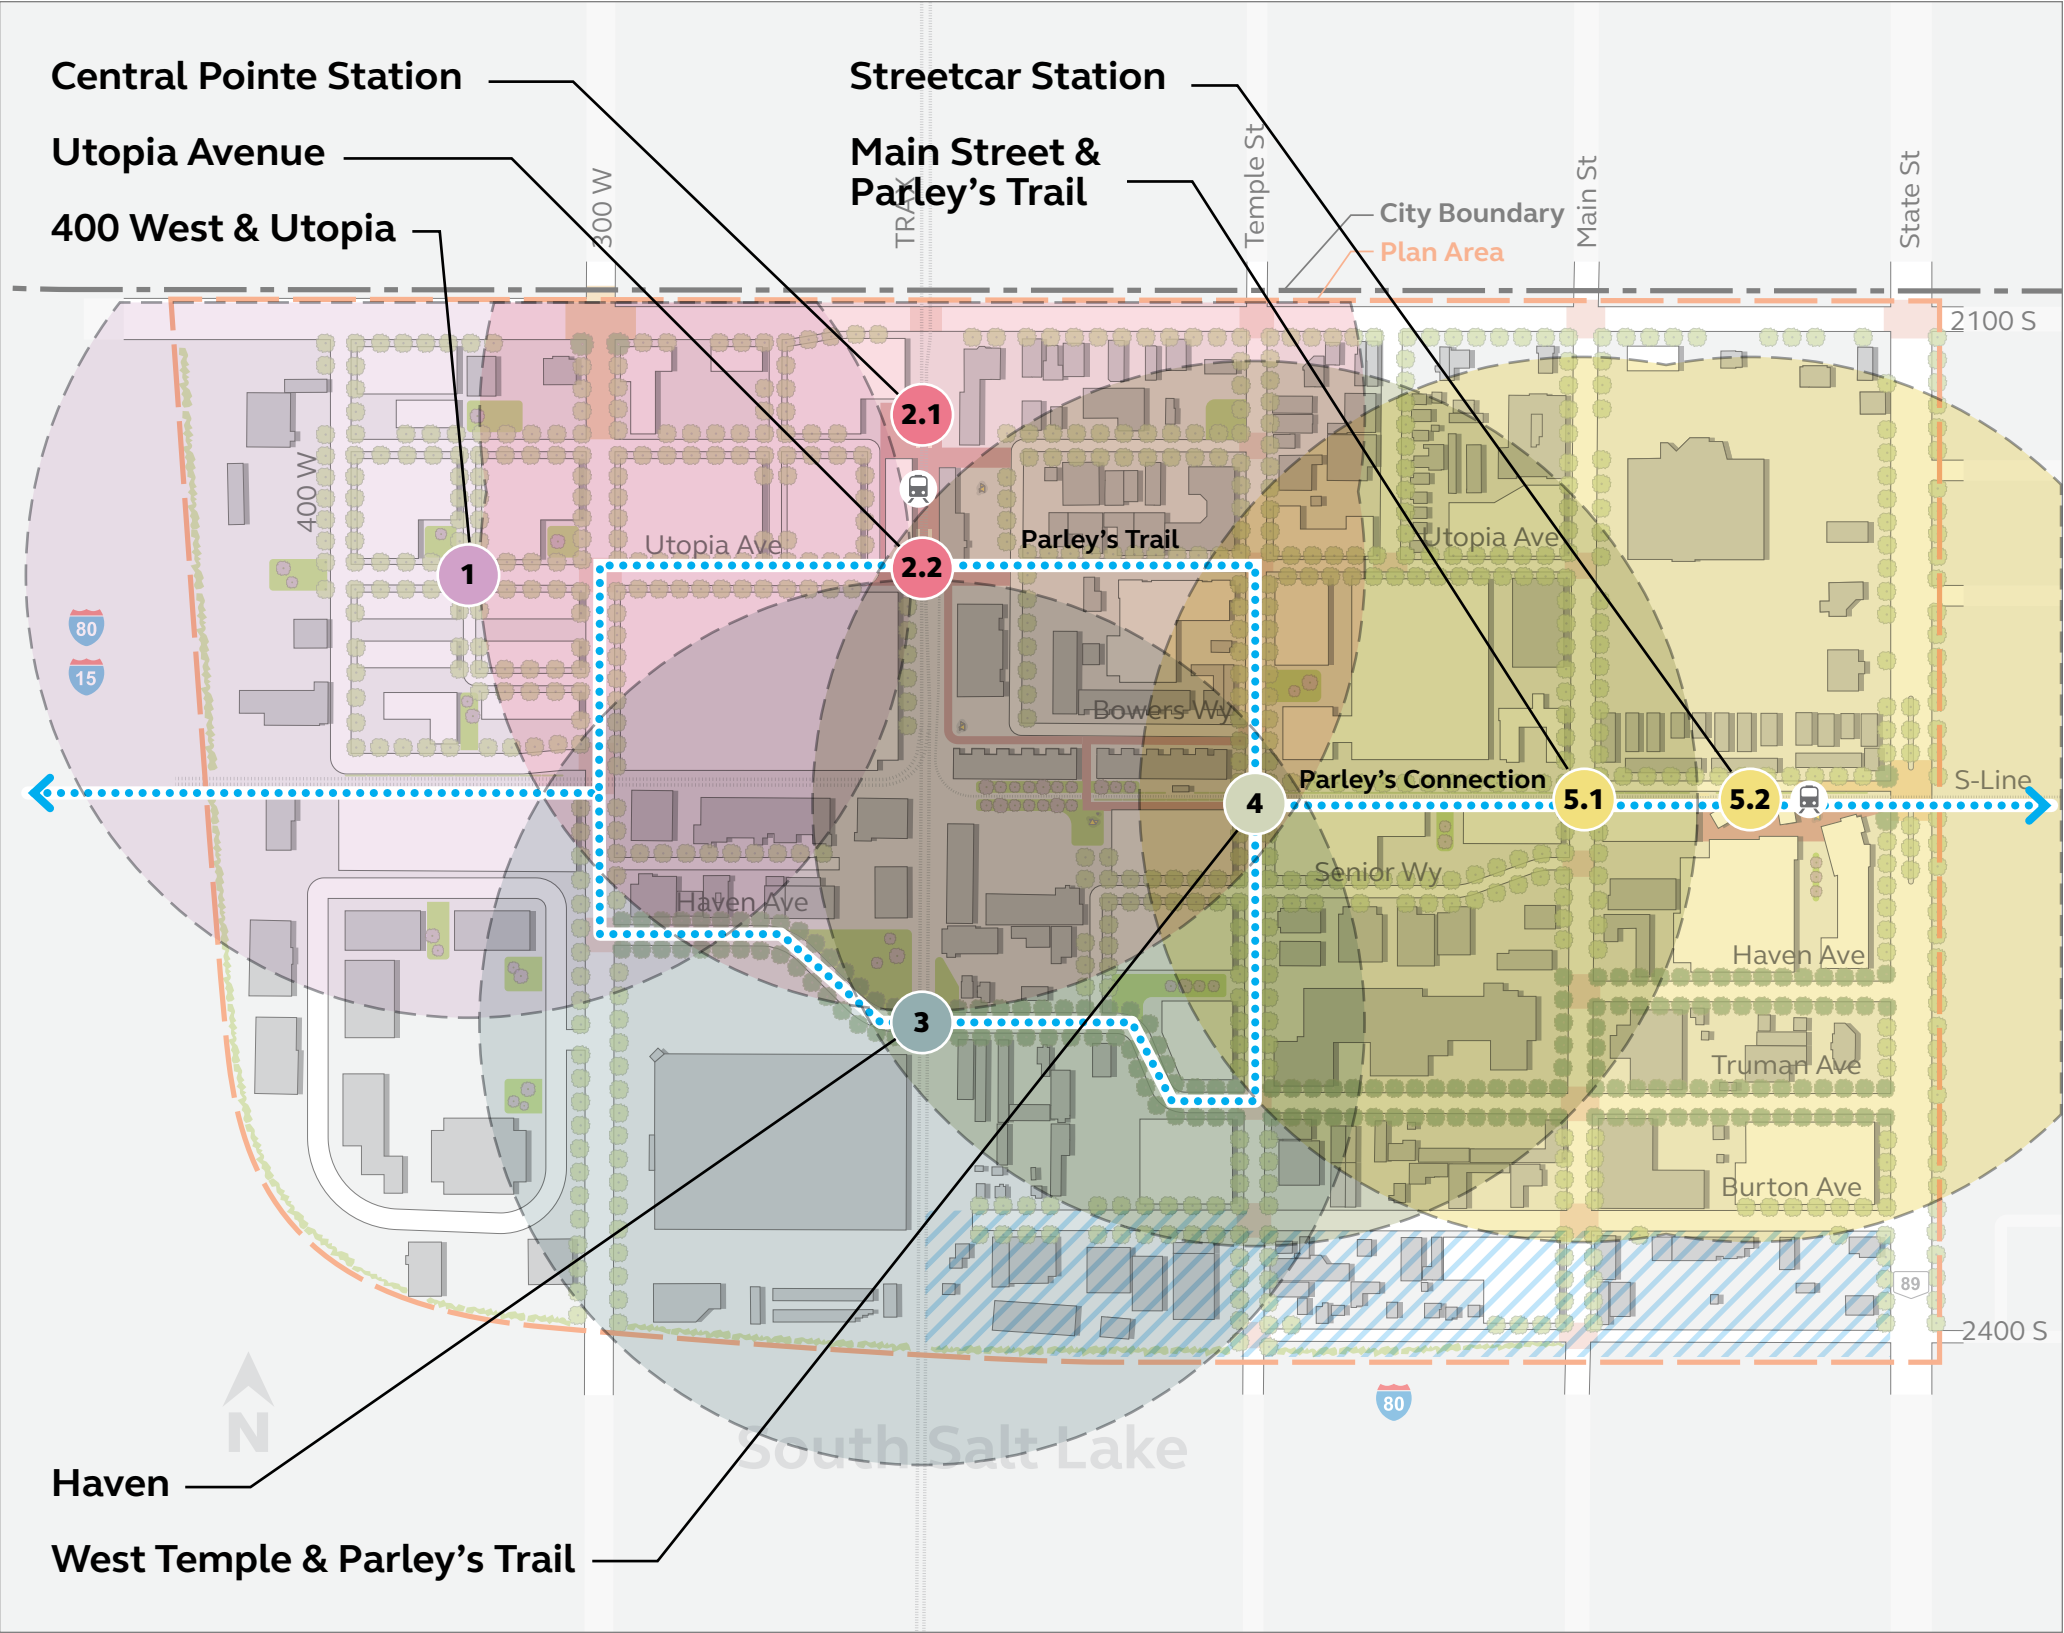 Central Pointe Station
Streetcar Station
Utopia Avenue
Main Street &
Parley's Trail
400 West & Utopia
300 W
TRAX
Temple St
Main St
State St
City Boundary
Plan Area
2100 S
2.1
400 W
Utopia Ave
Parley's Trail
Utopia Ave
1
2.2
80
15
Bowers Wy
Parley's Connection
S-Line
4
5.1
5.2
Senior Wy
Haven Ave
Haven Ave
3
Truman Ave
Burton Ave
89
2400 S
80
N
South Salt Lake
Haven
West Temple & Parley's Trail